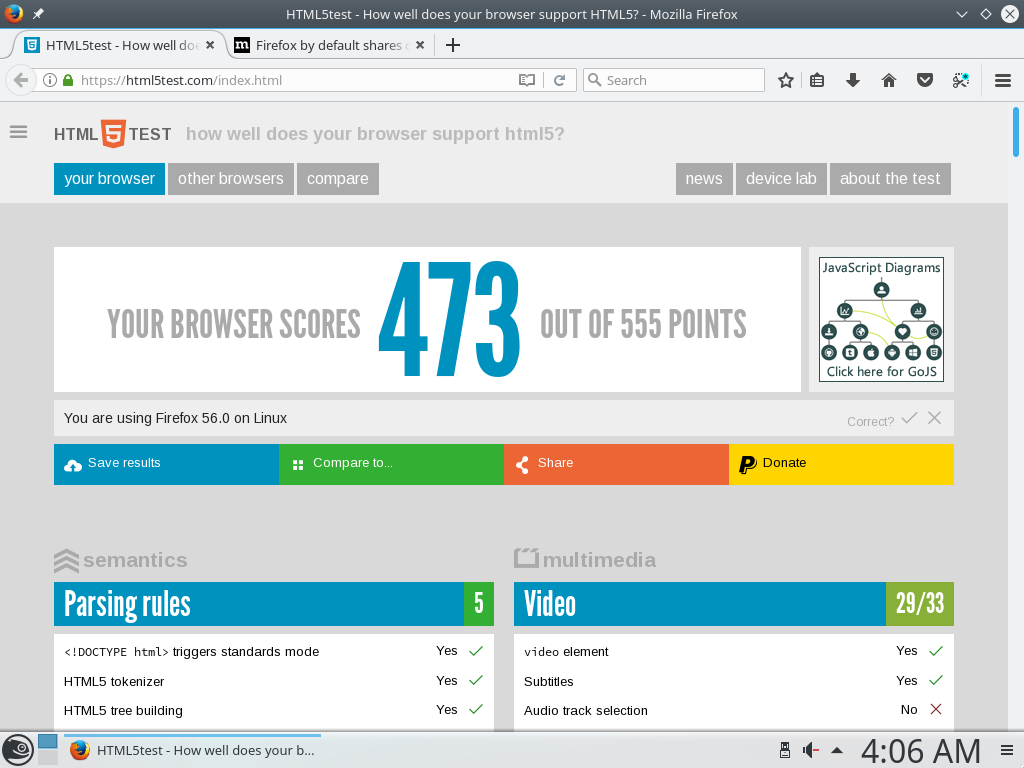 HTML5test - How well does your browser support HTML5? - Mozilla Firefox
HTML5test - How well doe
Firefox by default shares
https://html5test.com/index.html
Search
HTML 5 TEST how well does your browser support html5?
your browser
other browsers
compare
news
device lab
about the test
YOUR BROWSER SCORES 473 OUT OF 555 POINTS
JavaScript Diagrams
Click here for GoJS
You are using Firefox 56.0 on Linux
Correct?
Save results
Compare to...
Share
Donate
semantics
Parsing rules 5
<!DOCTYPE html> triggers standards mode Yes
HTML5 tokenizer Yes
HTML5 tree building Yes
multimedia
Video 29/33
video element Yes
Subtitles Yes
Audio track selection No
HTML5test - How well does your b...
4:06 AM